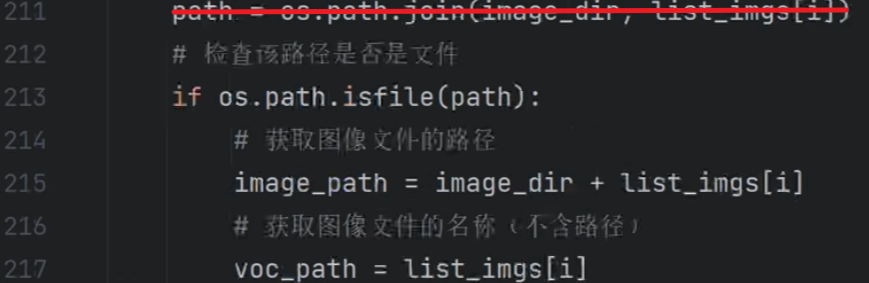 211 path = os.path.join(image_dir, list_imgs[i])
212 # 检查该路径是否是文件
213 if os.path.isfile(path):
214 # 获取图像文件的路径
215 image_path = image_dir + list_imgs[i]
216 # 获取图像文件的名称（不含路径）
217 voc_path = list_imgs[i]